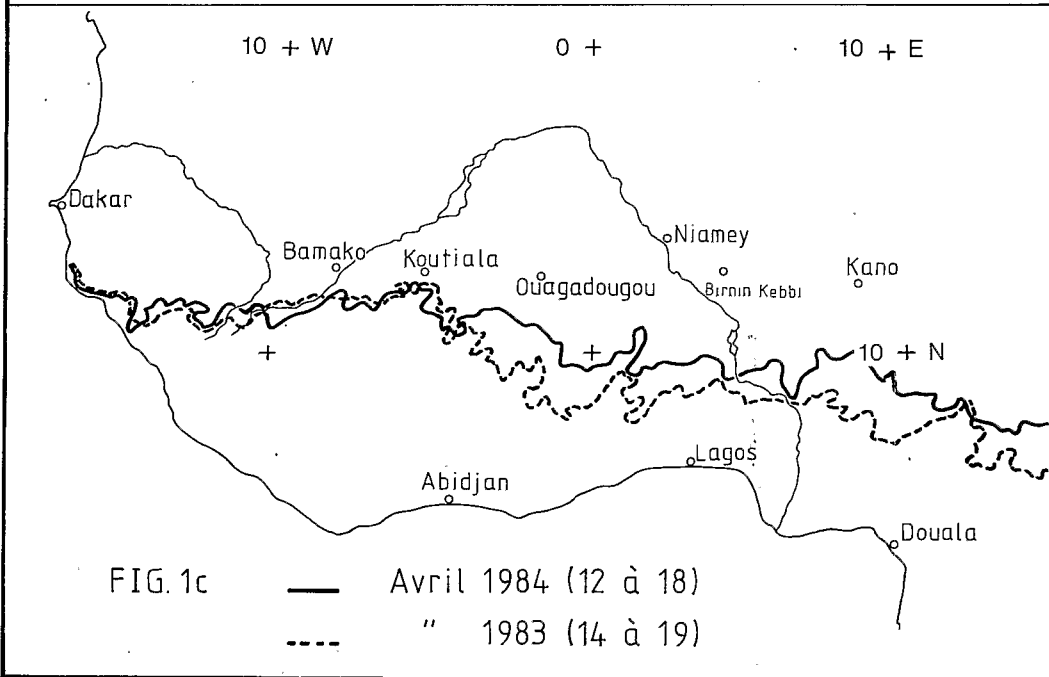 10 + W 0 + 10 + E
Dakar
Niamey
Bamako
Koutiala
Kano
Ouagadougou
Birnin Kebbi
10 + N
Lagos
Abidjan
Douala
FIG. 1c Avril 1984 (12 à 18)
" 1983 (14 à 19)